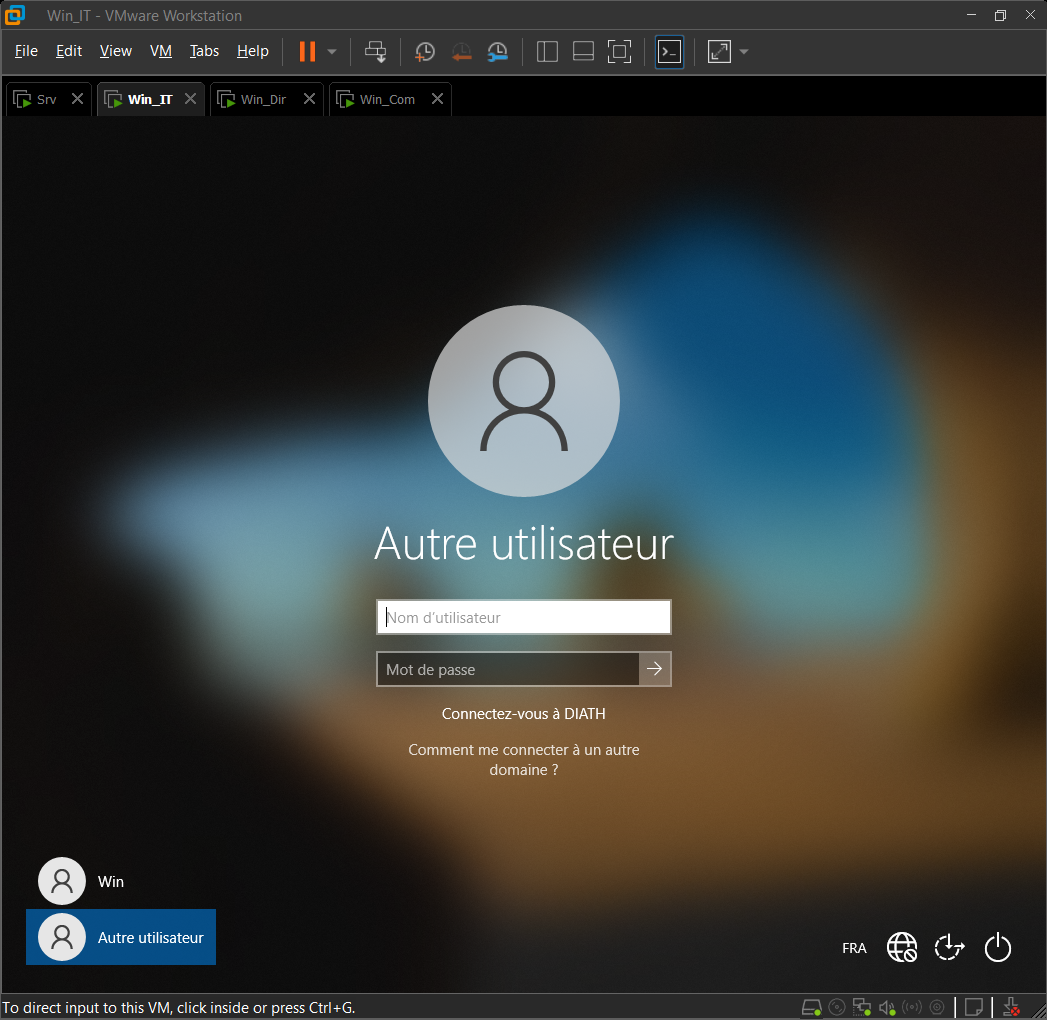 Win_IT - VMware Workstation
File Edit View VM Tabs Help
Srv Win_IT Win_Dir Win_Com
Autre utilisateur
Nom d'utilisateur
Mot de passe
Connectez-vous à DIATH
Comment me connecter à un autre
domaine ?
Win
Autre utilisateur
FRA
To direct input to this VM, click inside or press Ctrl+G.